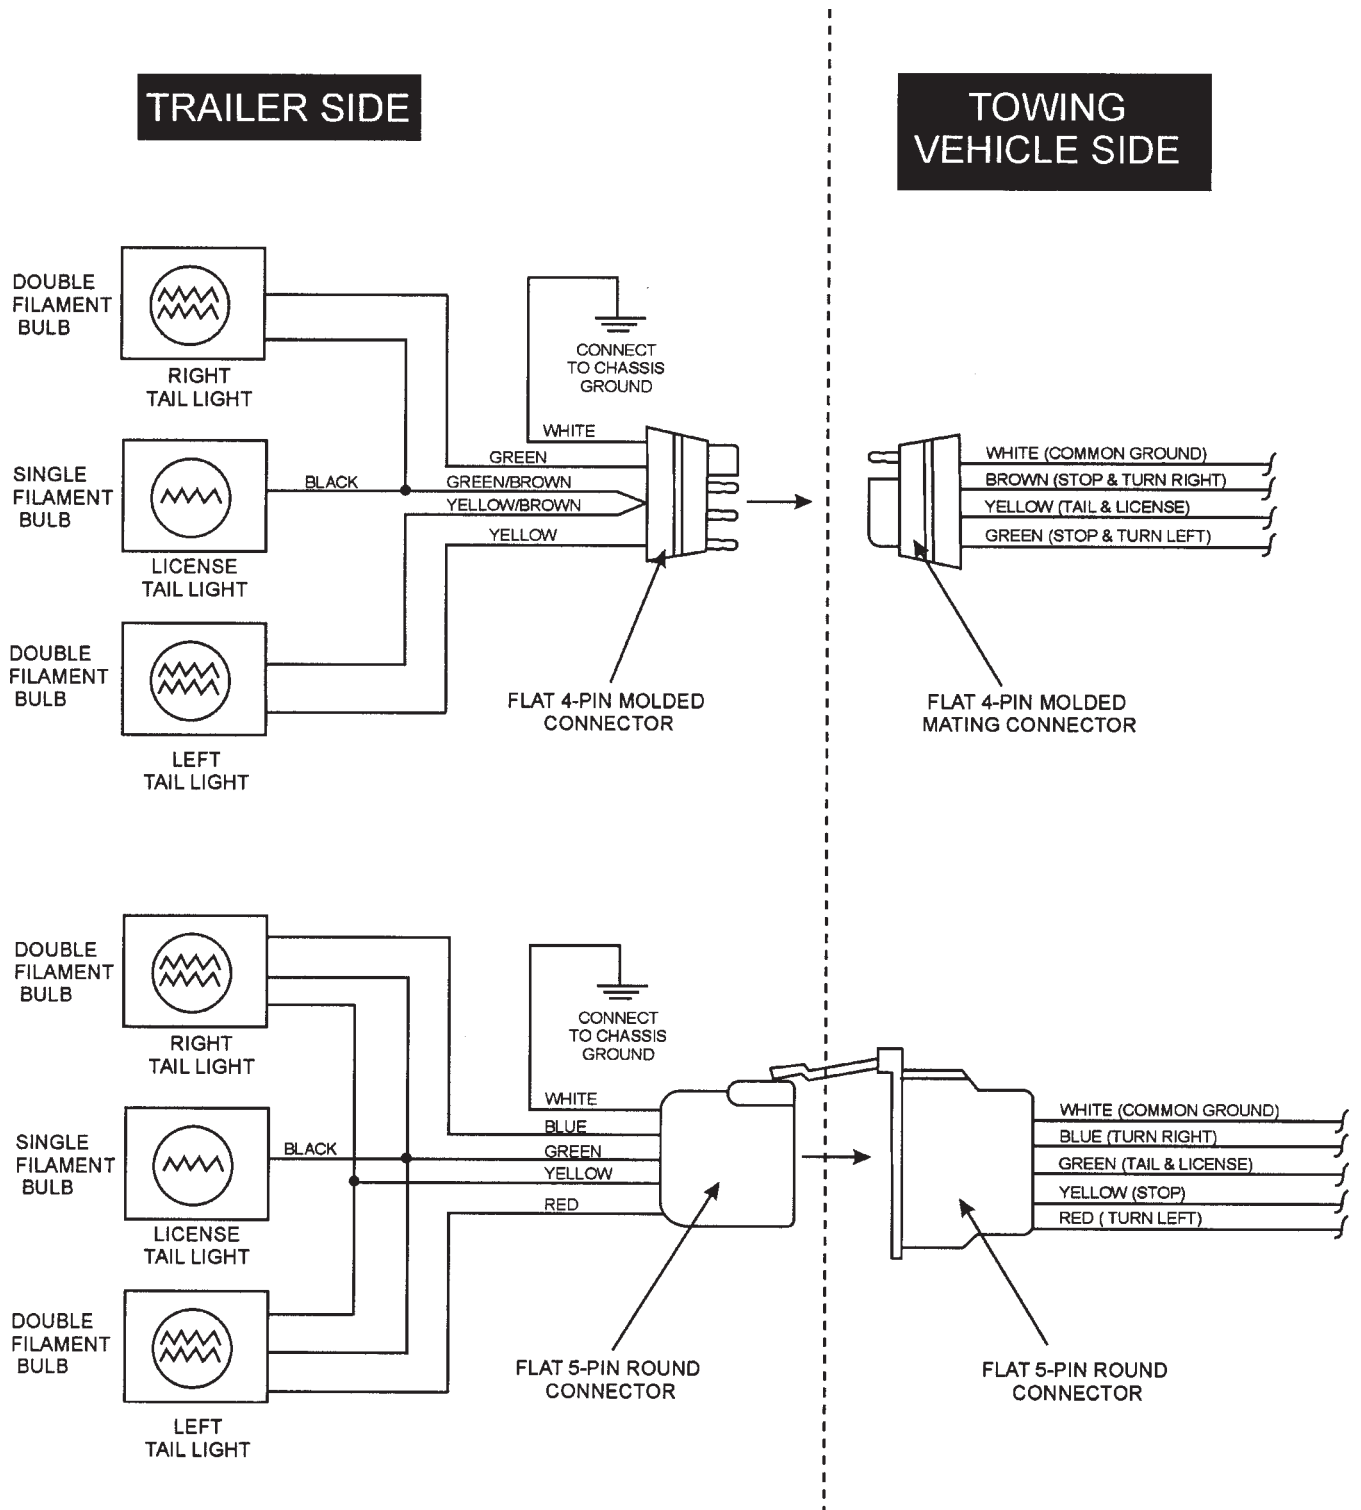 TRAILER SIDE
TOWING
VEHICLE SIDE
DOUBLE
FILAMENT
BULB
RIGHT
TAIL LIGHT
CONNECT
TO CHASSIS
GROUND
WHITE
GREEN
SINGLE
FILAMENT
BULB
BLACK
GREEN/BROWN
YELLOW/BROWN
YELLOW
LICENSE
TAIL LIGHT
WHITE (COMMON GROUND)
BROWN (STOP & TURN RIGHT)
YELLOW (TAIL & LICENSE)
GREEN (STOP & TURN LEFT)
DOUBLE
FILAMENT
BULB
LEFT
TAIL LIGHT
FLAT 4-PIN MOLDED
CONNECTOR
FLAT 4-PIN MOLDED
MATING CONNECTOR
DOUBLE
FILAMENT
BULB
RIGHT
TAIL LIGHT
CONNECT
TO CHASSIS
GROUND
WHITE
BLUE
SINGLE
FILAMENT
BULB
BLACK
GREEN
YELLOW
RED
LICENSE
TAIL LIGHT
WHITE (COMMON GROUND)
BLUE (TURN RIGHT)
GREEN (TAIL & LICENSE)
YELLOW (STOP)
RED ( TURN LEFT)
DOUBLE
FILAMENT
BULB
LEFT
TAIL LIGHT
FLAT 5-PIN ROUND
CONNECTOR
FLAT 5-PIN ROUND
CONNECTOR